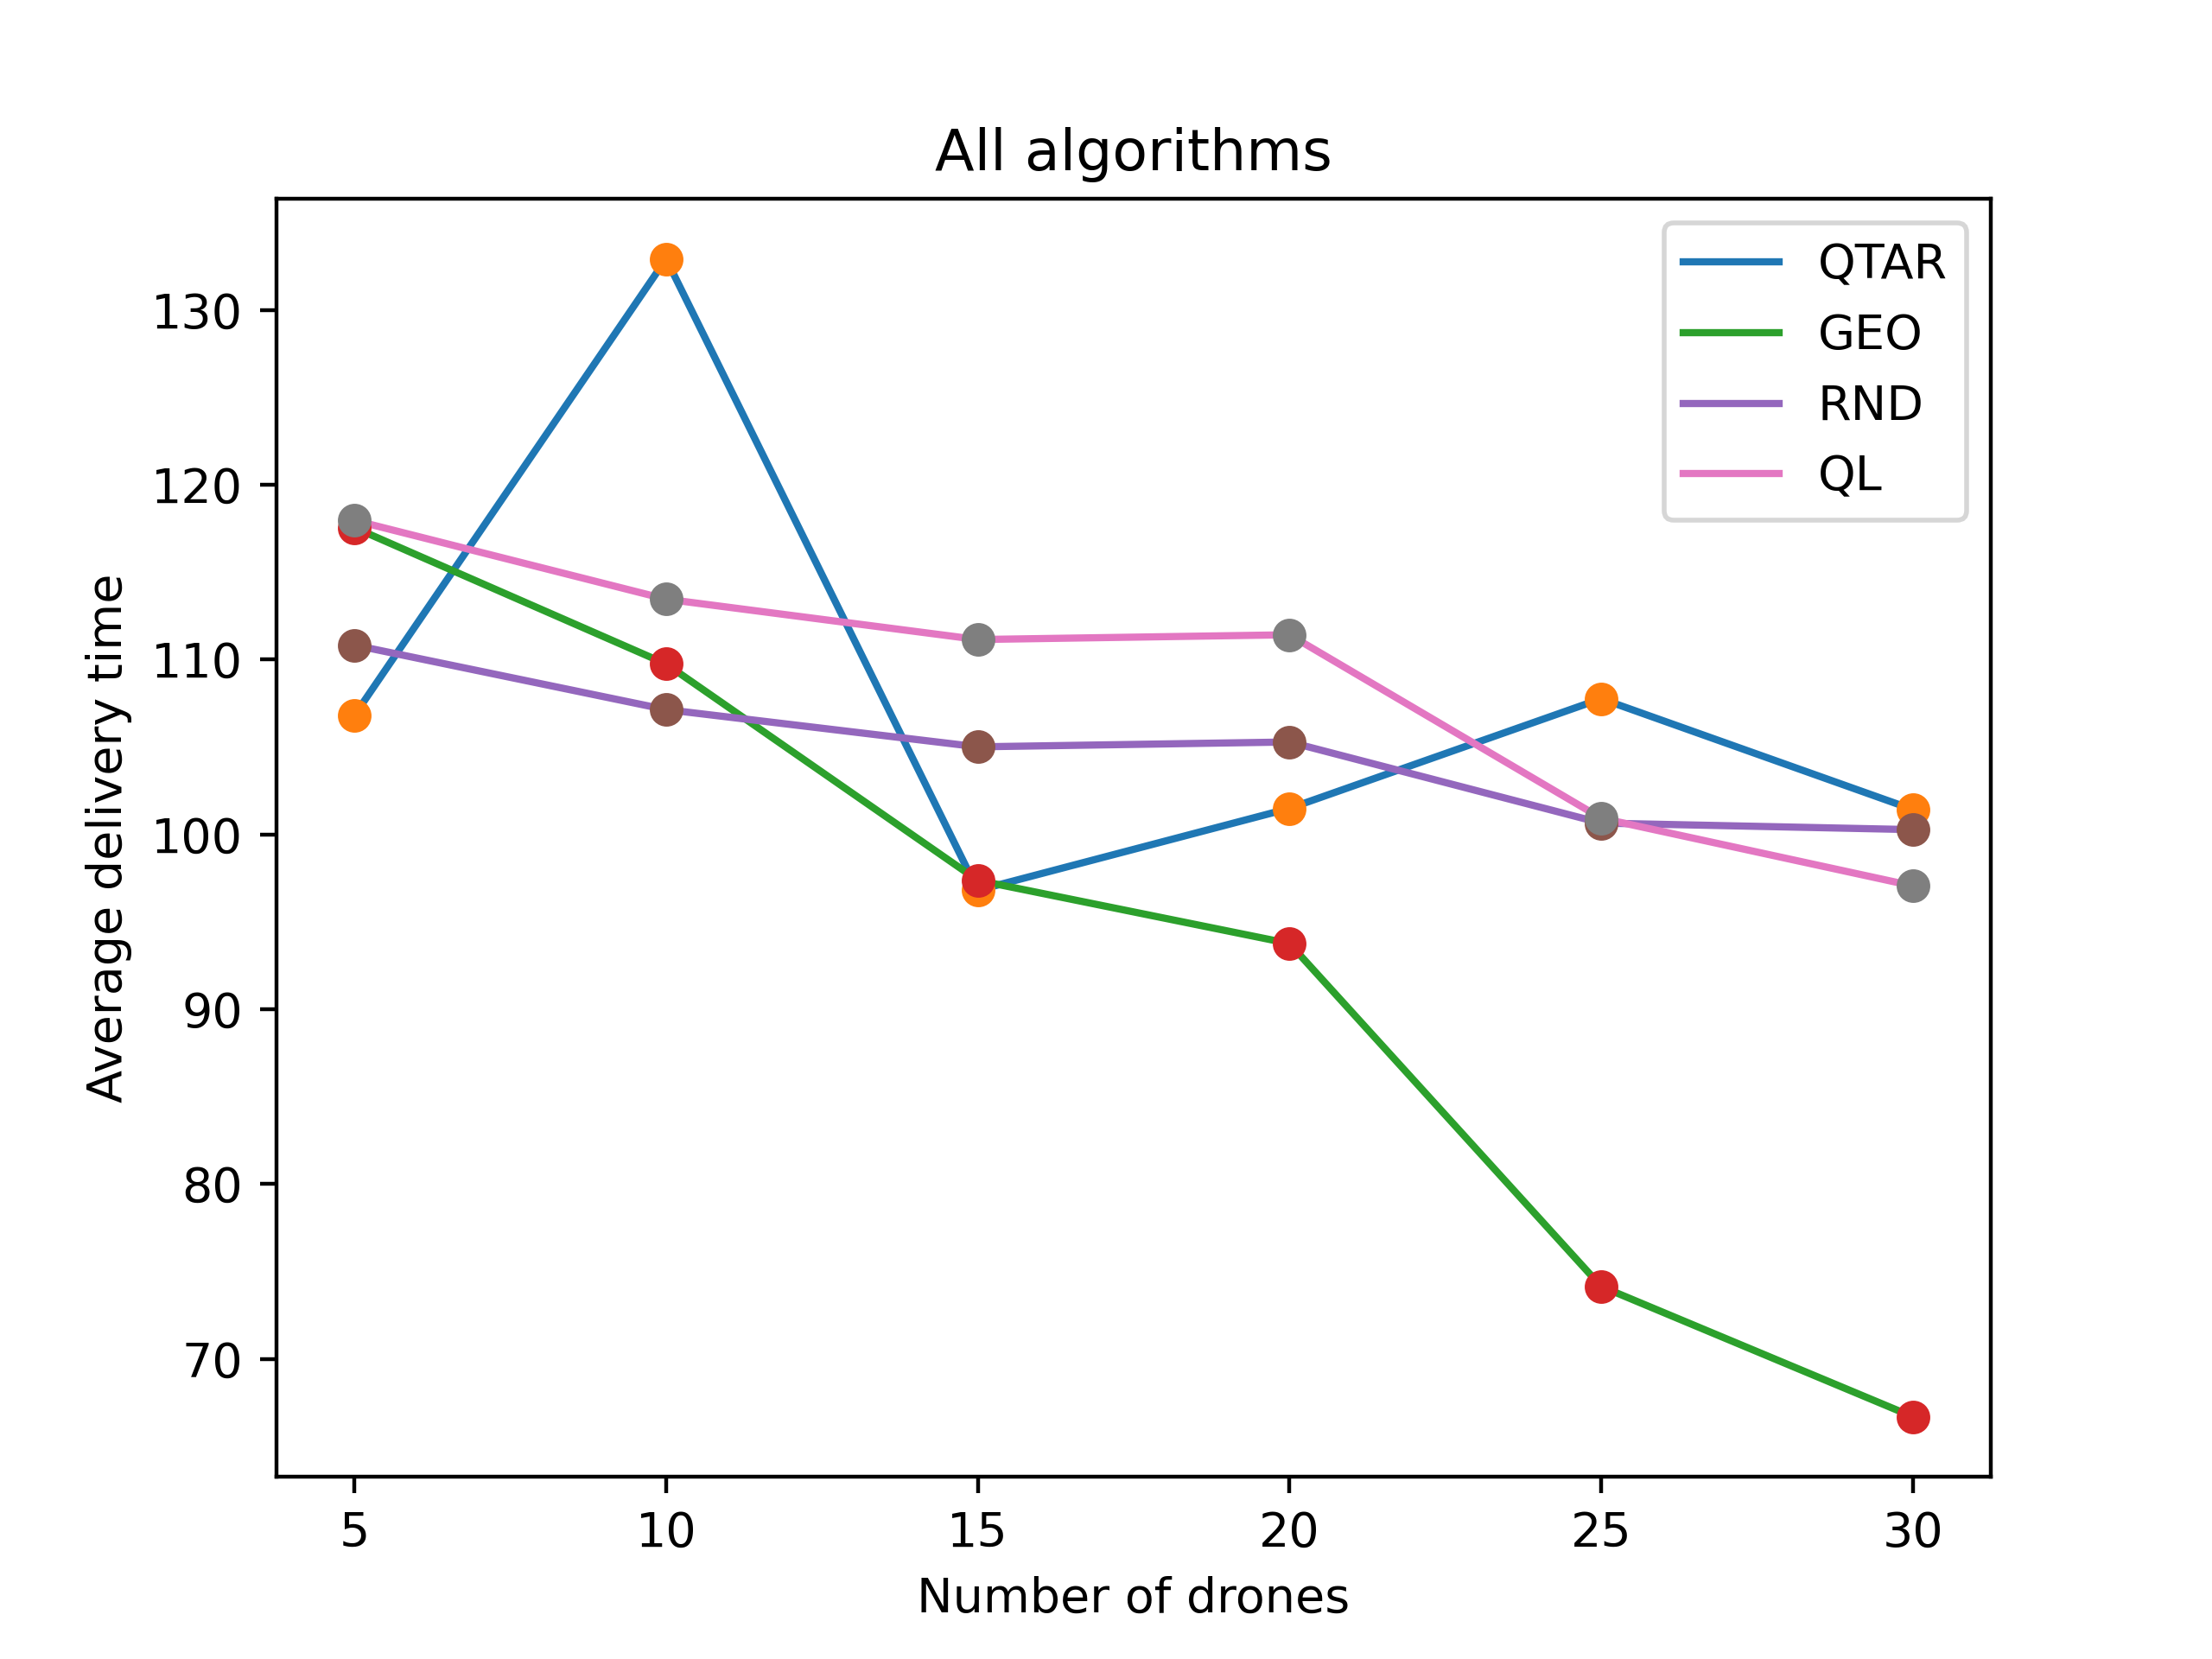 All algorithms
QTAR
GEO
RND
QL
130
120
110
100
90
80
70
Average delivery time
5 10 15 20 25 30
Number of drones